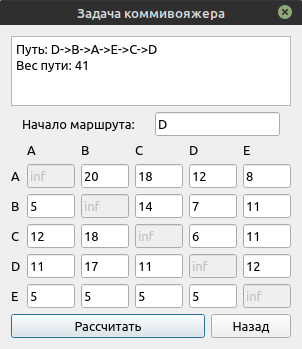 Задача коммивояжера
Путь: D->B->A->E->C->D
Вес пути: 41
Начало маршрута: D
A B C D E
A inf 20 18 12 8
B 5 inf 14 7 11
C 12 18 inf 6 11
D 11 17 11 inf 12
E 5 5 5 5 inf
Рассчитать Назад